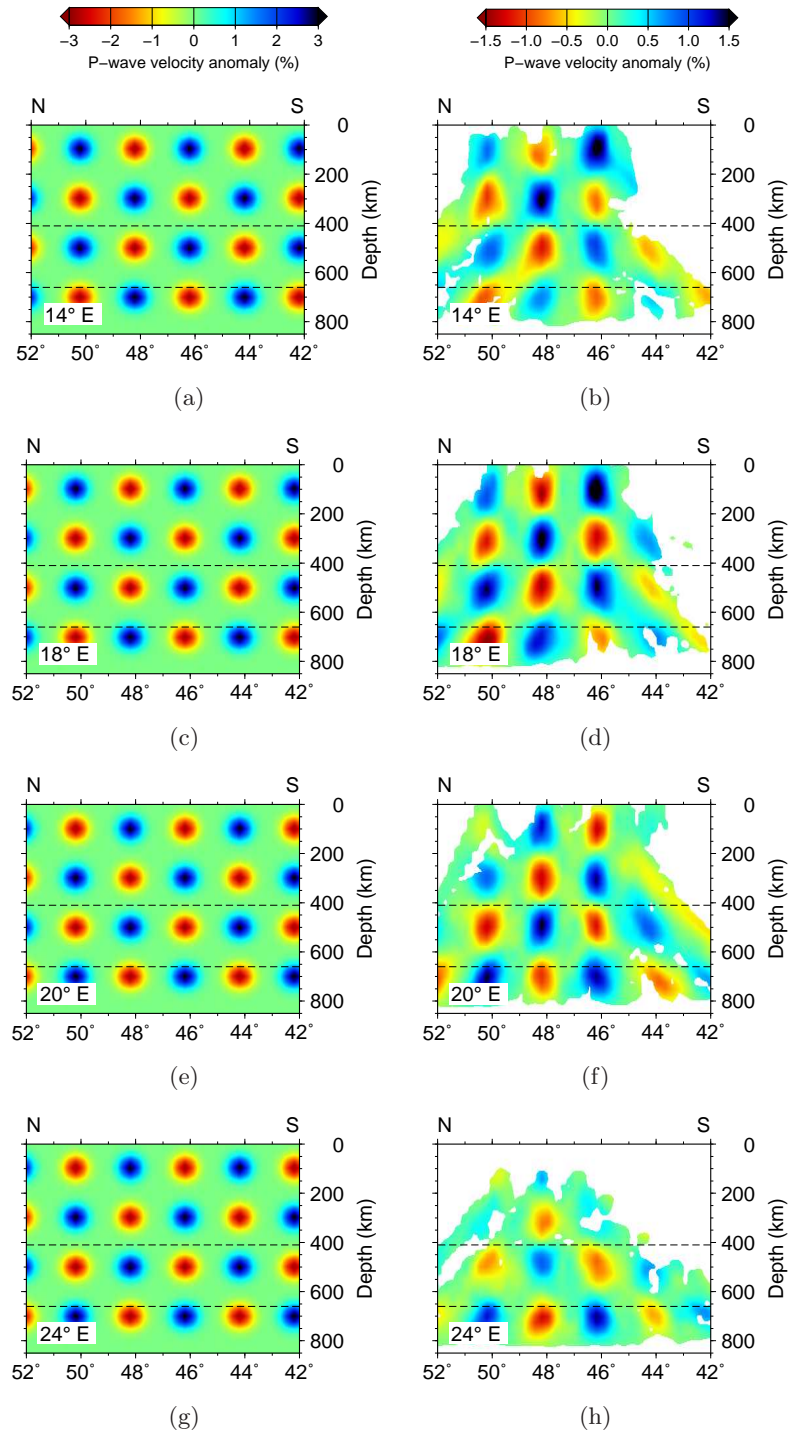 −3 −2 −1 0 1 2 3
P−wave velocity anomaly (%)
−1.5 −1.0 −0.5 0.0 0.5 1.0 1.5
P−wave velocity anomaly (%)
N S
0
200
400
600
800
Depth (km)
14° E
52° 50° 48° 46° 44° 42°
(a)
N S
0
200
400
600
800
Depth (km)
14° E
52° 50° 48° 46° 44° 42°
(b)
N S
0
200
400
600
800
Depth (km)
18° E
52° 50° 48° 46° 44° 42°
(c)
N S
0
200
400
600
800
Depth (km)
18° E
52° 50° 48° 46° 44° 42°
(d)
N S
0
200
400
600
800
Depth (km)
20° E
52° 50° 48° 46° 44° 42°
(e)
N S
0
200
400
600
800
Depth (km)
20° E
52° 50° 48° 46° 44° 42°
(f)
N S
0
200
400
600
800
Depth (km)
24° E
52° 50° 48° 46° 44° 42°
(g)
N S
0
200
400
600
800
Depth (km)
24° E
52° 50° 48° 46° 44° 42°
(h)